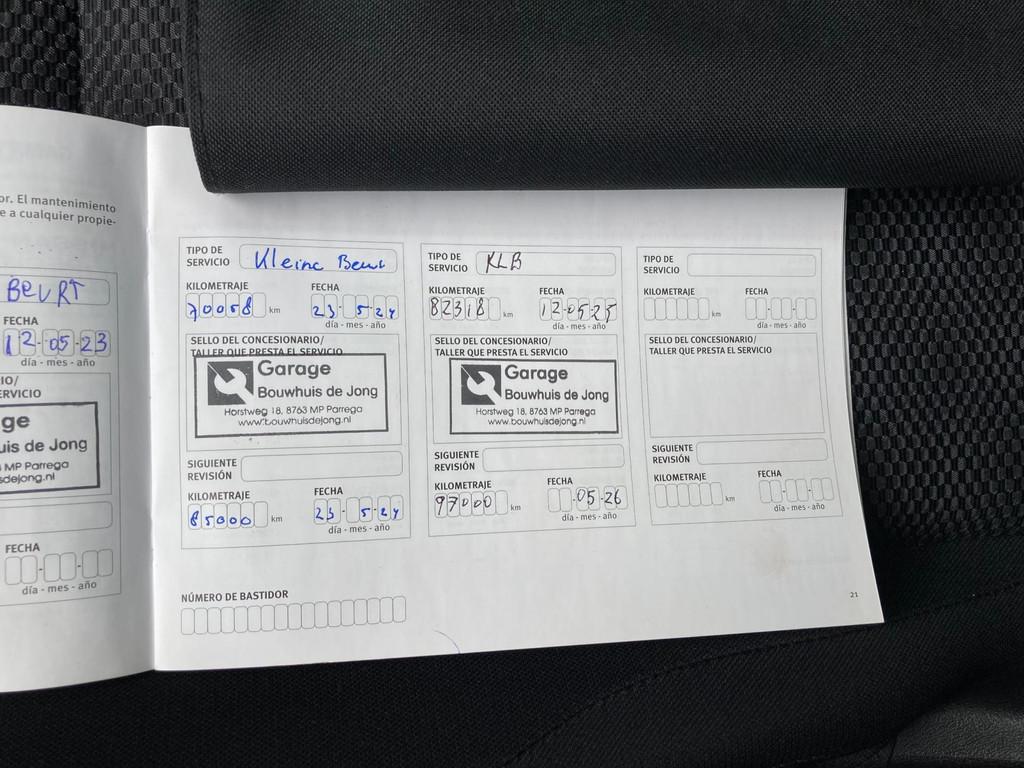 or. El mantenimiento
e a cualquier propie-
BEURT
FECHA
12-05-23
día - mes - año
IO/
ERVICIO
ge
uis de Jong
MP Parrega
sdejong.nl
FECHA
día - mes - año
TIPO DE
SERVICIO
Kleine Beurt
KILOMETRAJE
70058 km
FECHA
23-5-24
día - mes - año
SELLO DEL CONCESIONARIO/
TALLER QUE PRESTA EL SERVICIO
Garage
Bouwhuis de Jong
Horstweg 18, 8763 MP Parrega
www.bouwhuisdejong.nl
SIGUIENTE
REVISIÓN
KILOMETRAJE
85000 km
FECHA
23-5-24
día - mes - año
TIPO DE
SERVICIO
KLB
KILOMETRAJE
82318 km
FECHA
12-05-25
día - mes - año
SELLO DEL CONCESIONARIO/
TALLER QUE PRESTA EL SERVICIO
Garage
Bouwhuis de Jong
Horstweg 18, 8763 MP Parrega
www.bouwhuisdejong.nl
SIGUIENTE
REVISIÓN
KILOMETRAJE
97000 km
FECHA
-05-26
día - mes - año
TIPO DE
SERVICIO
KILOMETRAJE
km
FECHA
día - mes - año
SELLO DEL CONCESIONARIO/
TALLER QUE PRESTA EL SERVICIO
SIGUIENTE
REVISIÓN
KILOMETRAJE
km
FECHA
día - mes - año
NÚMERO DE BASTIDOR
21